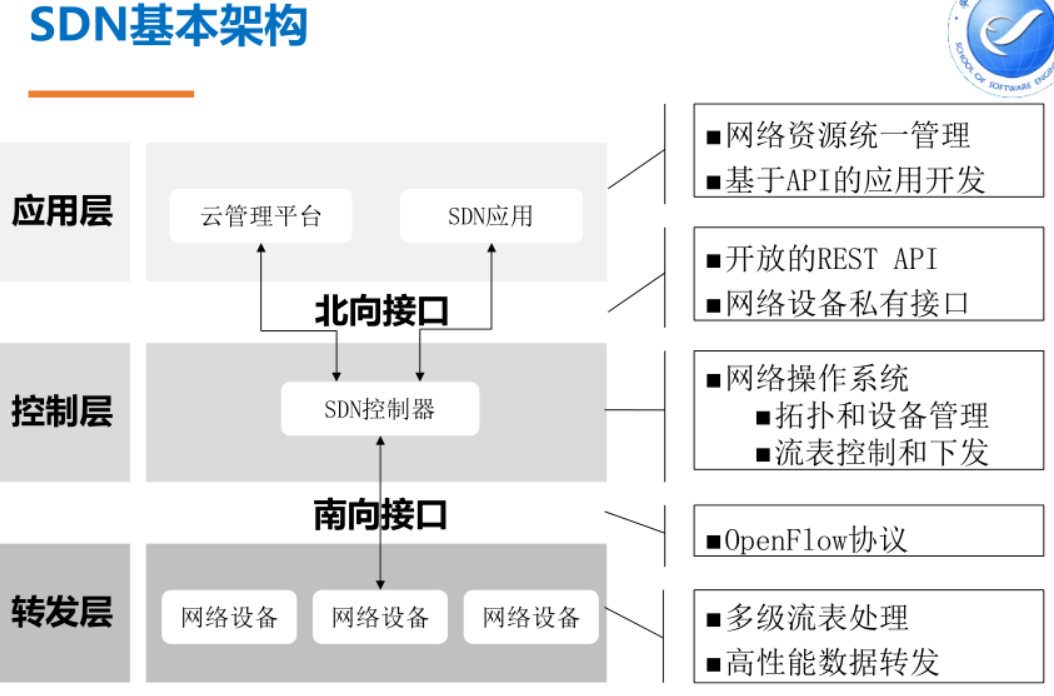 SDN基本架构
SCHOOL OF SOFTWARE
应用层
云管理平台
SDN应用
■网络资源统一管理
■基于API的应用开发
北向接口
■开放的REST API
■网络设备私有接口
控制层
SDN控制器
■网络操作系统
■拓扑和设备管理
■流表控制和下发
南向接口
■OpenFlow协议
转发层
网络设备
网络设备
网络设备
■多级流表处理
■高性能数据转发